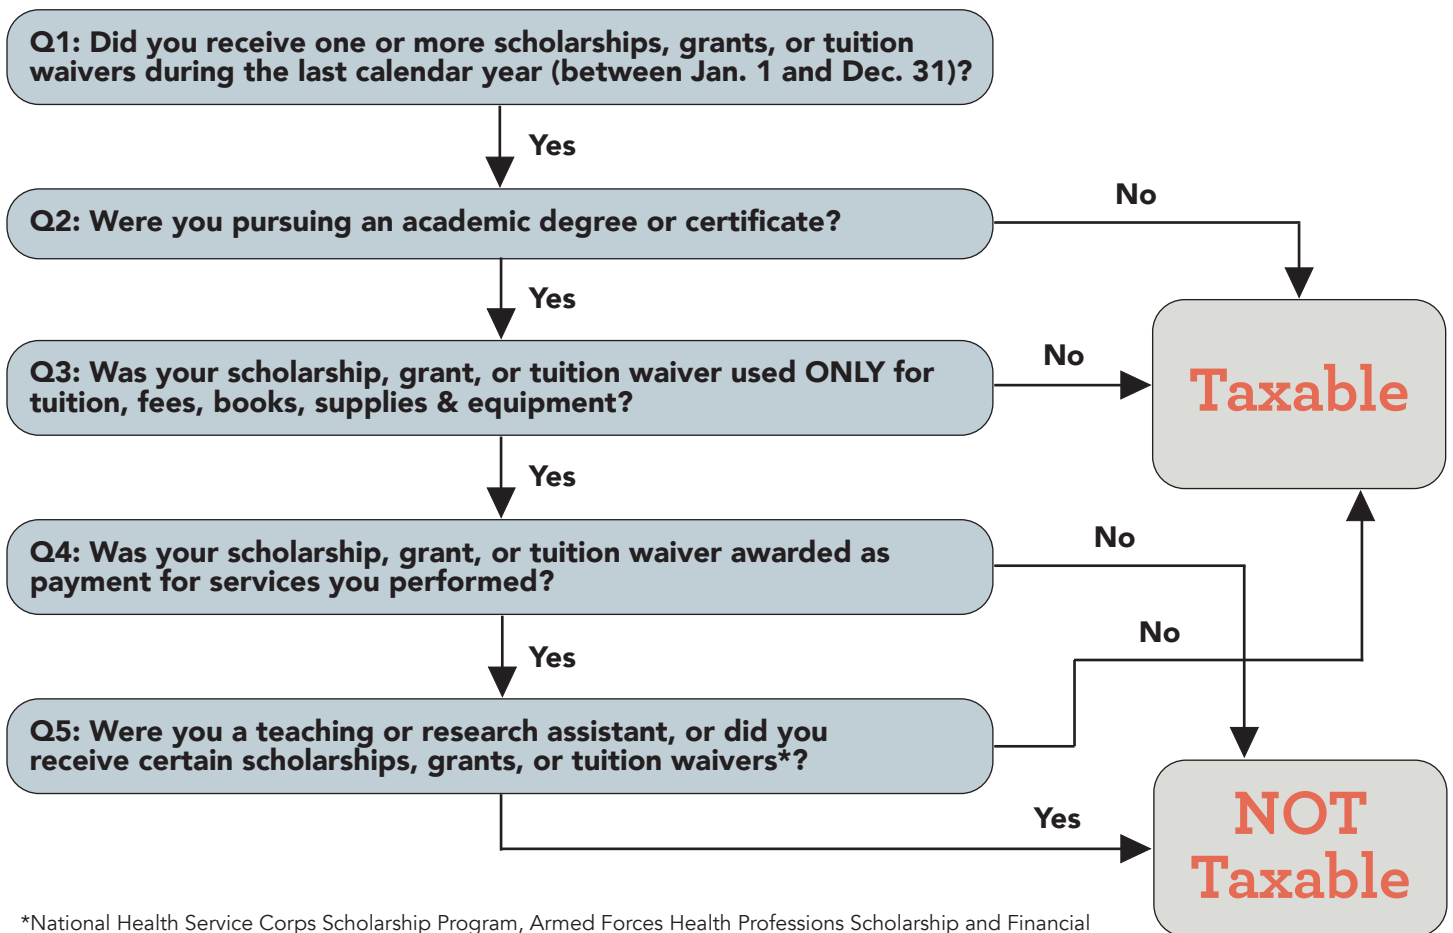 Q1: Did you receive one or more scholarships, grants, or tuition
waivers during the last calendar year (between Jan. 1 and Dec. 31)?
Yes
Q2: Were you pursuing an academic degree or certificate?
No
Yes
Q3: Was your scholarship, grant, or tuition waiver used ONLY for
tuition, fees, books, supplies & equipment?
No
Taxable
Yes
Q4: Was your scholarship, grant, or tuition waiver awarded as
payment for services you performed?
No
No
Yes
Q5: Were you a teaching or research assistant, or did you
receive certain scholarships, grants, or tuition waivers*?
Yes
NOT
Taxable
*National Health Service Corps Scholarship Program, Armed Forces Health Professions Scholarship and Financial